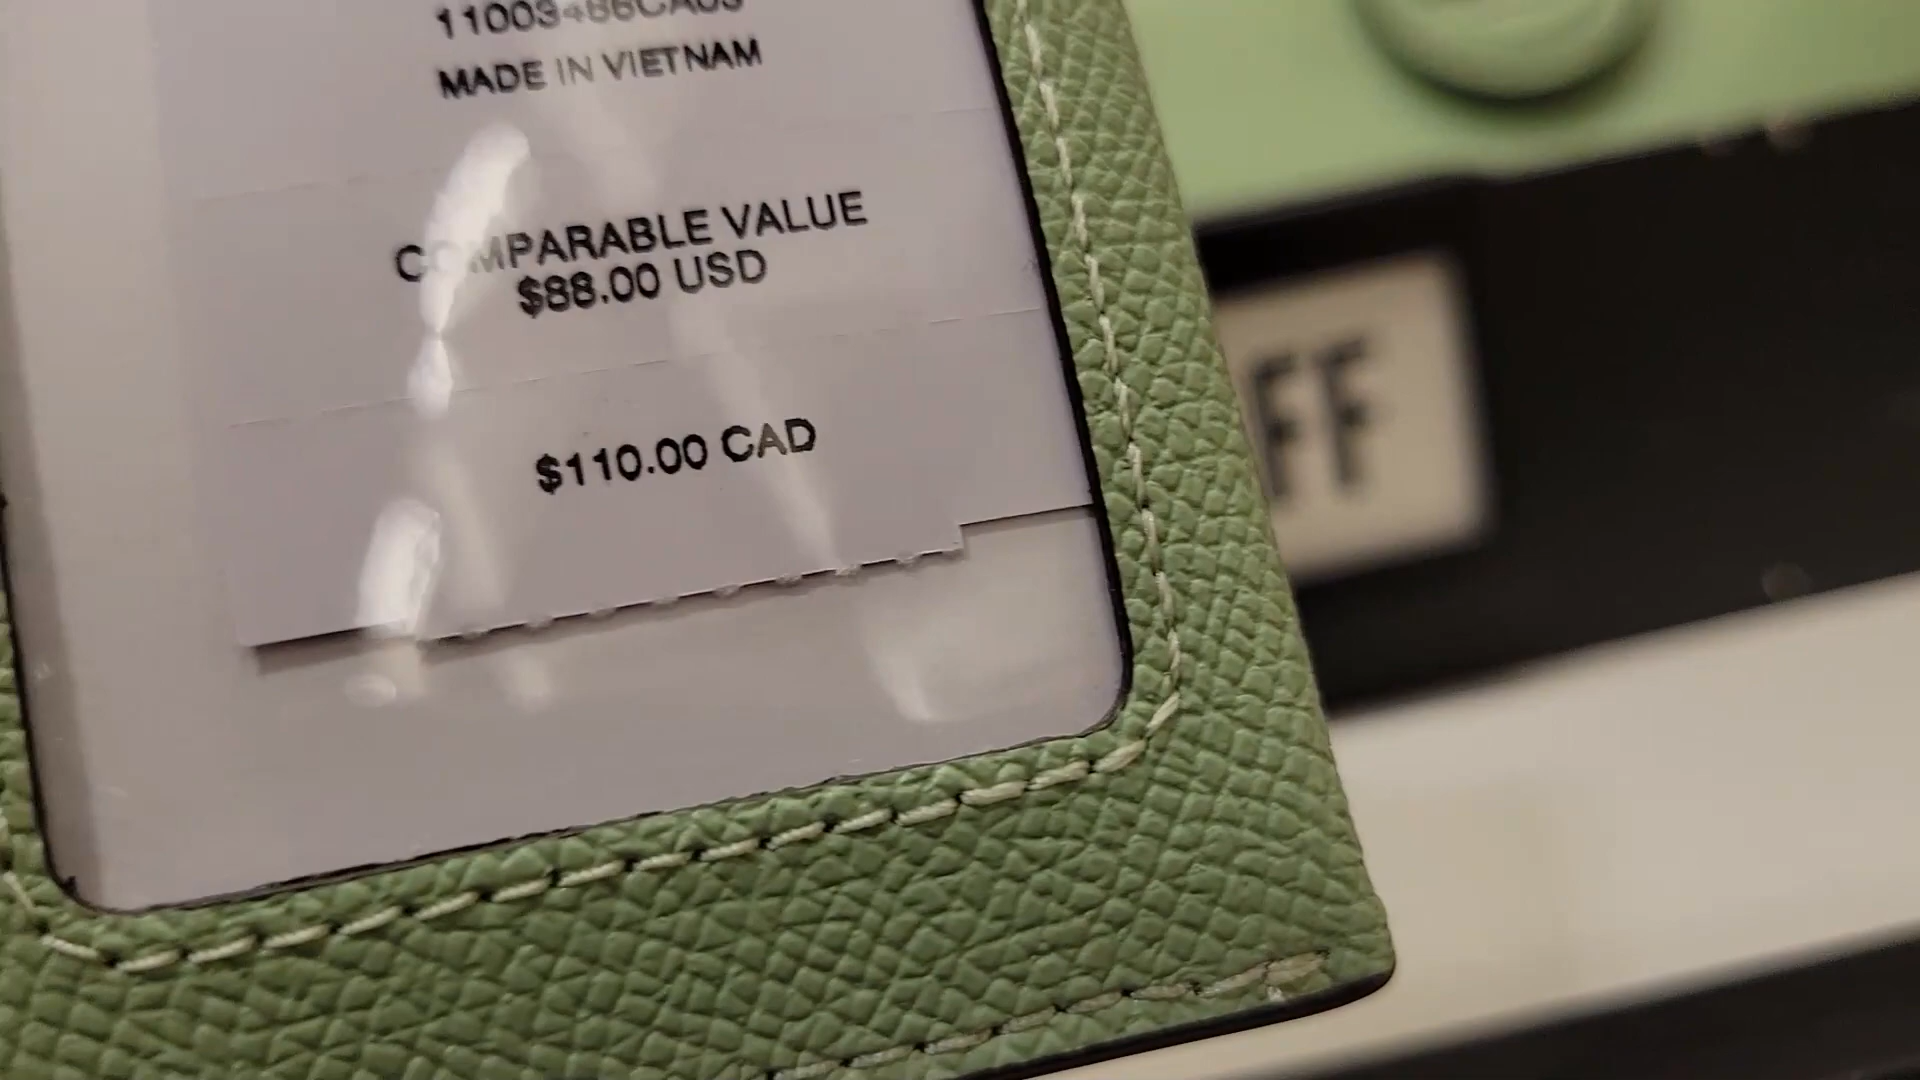 MADE IN VIETNAM
COMPARABLE VALUE
$88.00 USD
$110.00 CAD
FF